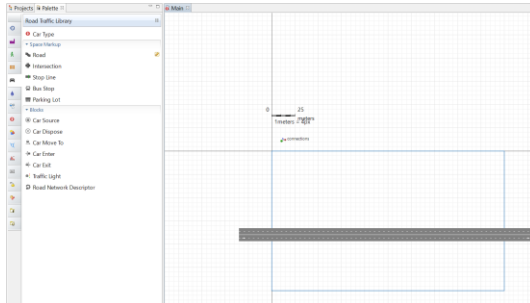 Projects
Palette
Main
Road Traffic Library
Car Type
Space Markup
Road
Intersection
Stop Line
Bus Stop
Parking Lot
Blocks
Car Source
Car Dispose
Car Move To
Car Enter
Car Exit
Traffic Light
Road Network Descriptor
0
25
meters
connections